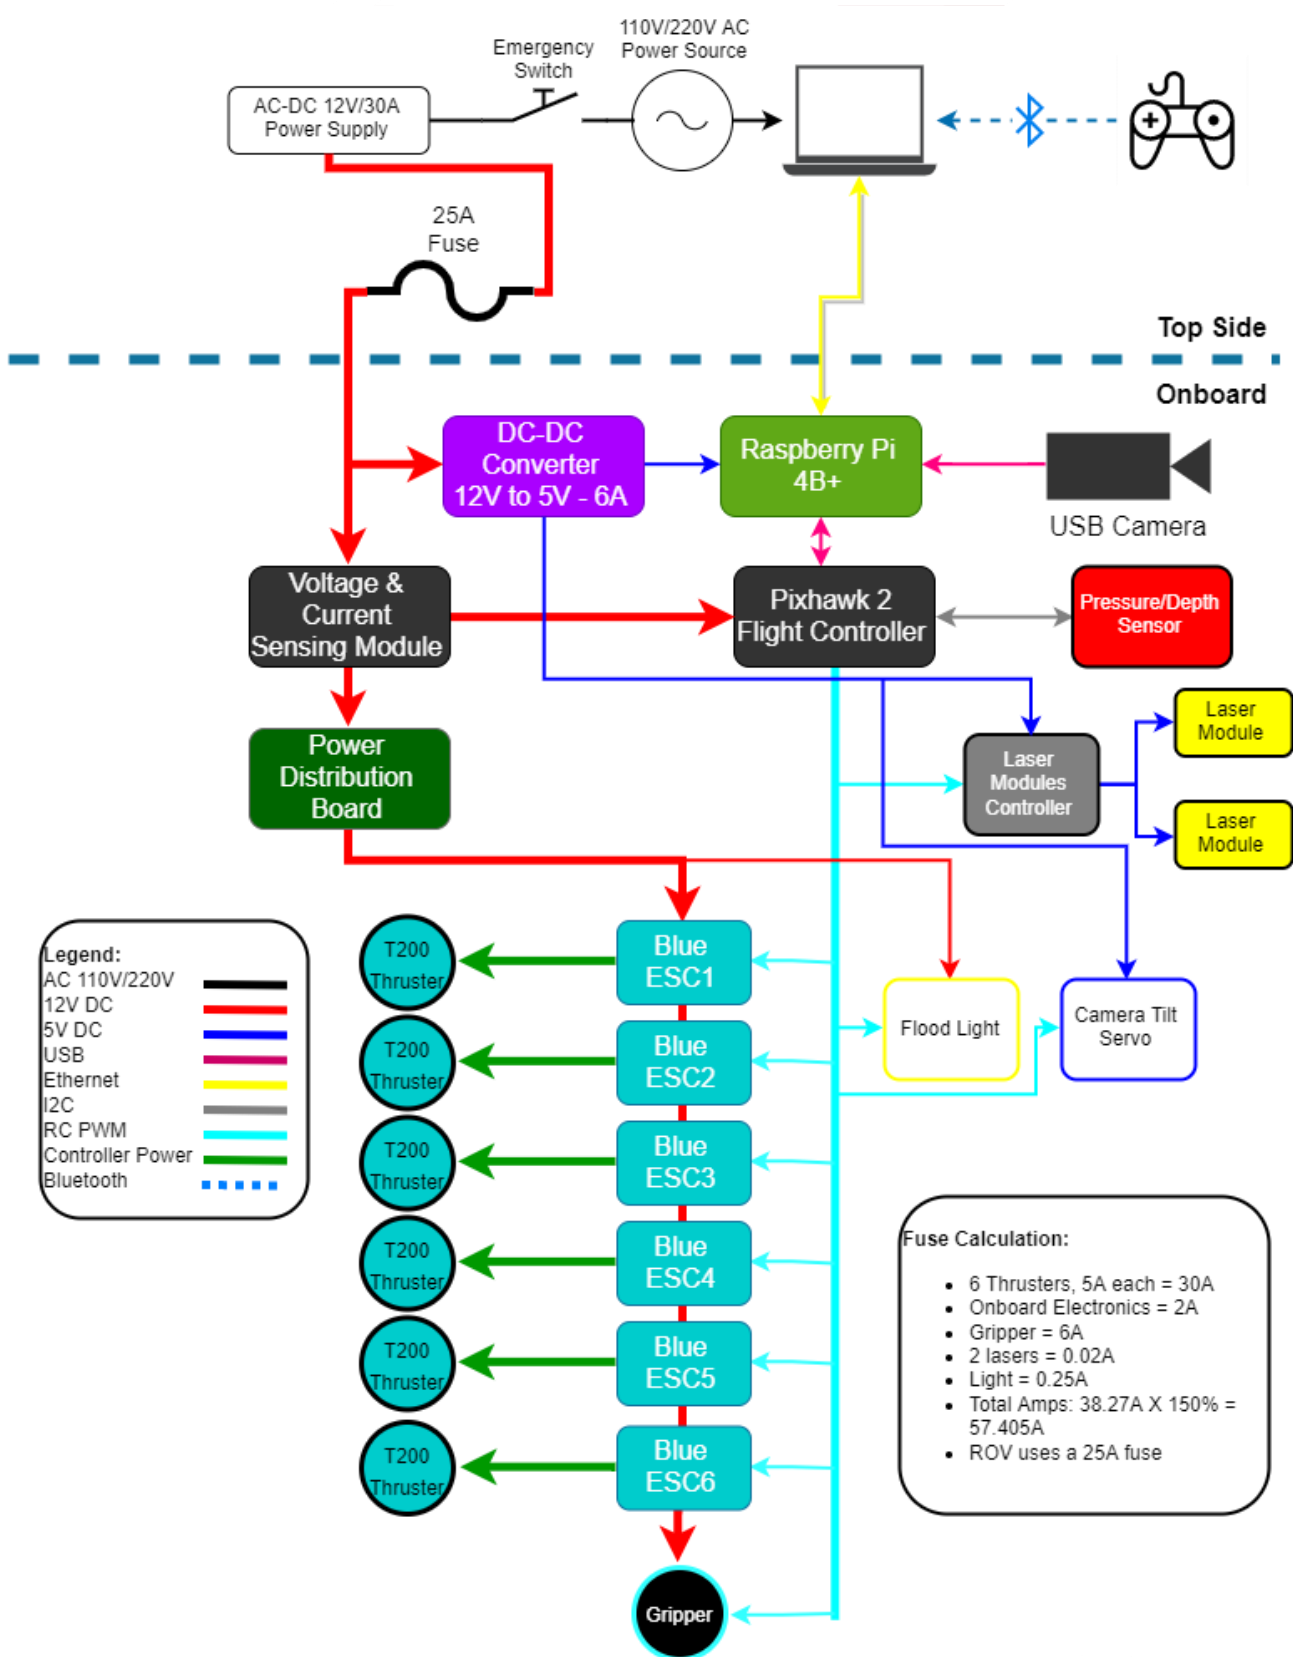 110V/220V AC
Power Source
Emergency
Switch
AC-DC 12V/30A
Power Supply
25A
Fuse
Top Side
Onboard
DC-DC
Converter
12V to 5V - 6A
Raspberry Pi
4B+
USB Camera
Voltage &
Current
Sensing Module
Pixhawk 2
Flight Controller
Pressure/Depth
Sensor
Laser
Module
Power
Distribution
Board
Laser
Modules
Controller
Laser
Module
Legend:
AC 110V/220V
12V DC
5V DC
USB
Ethernet
I2C
RC PWM
Controller Power
Bluetooth
T200
Thruster
Blue
ESC1
Flood Light
Camera Tilt
Servo
T200
Thruster
Blue
ESC2
T200
Thruster
Blue
ESC3
T200
Thruster
Blue
ESC4
T200
Thruster
Blue
ESC5
T200
Thruster
Blue
ESC6
Gripper
Fuse Calculation:
• 6 Thrusters, 5A each = 30A
• Onboard Electronics = 2A
• Gripper = 6A
• 2 lasers = 0.02A
• Light = 0.25A
• Total Amps: 38.27A X 150% =
57.405A
• ROV uses a 25A fuse